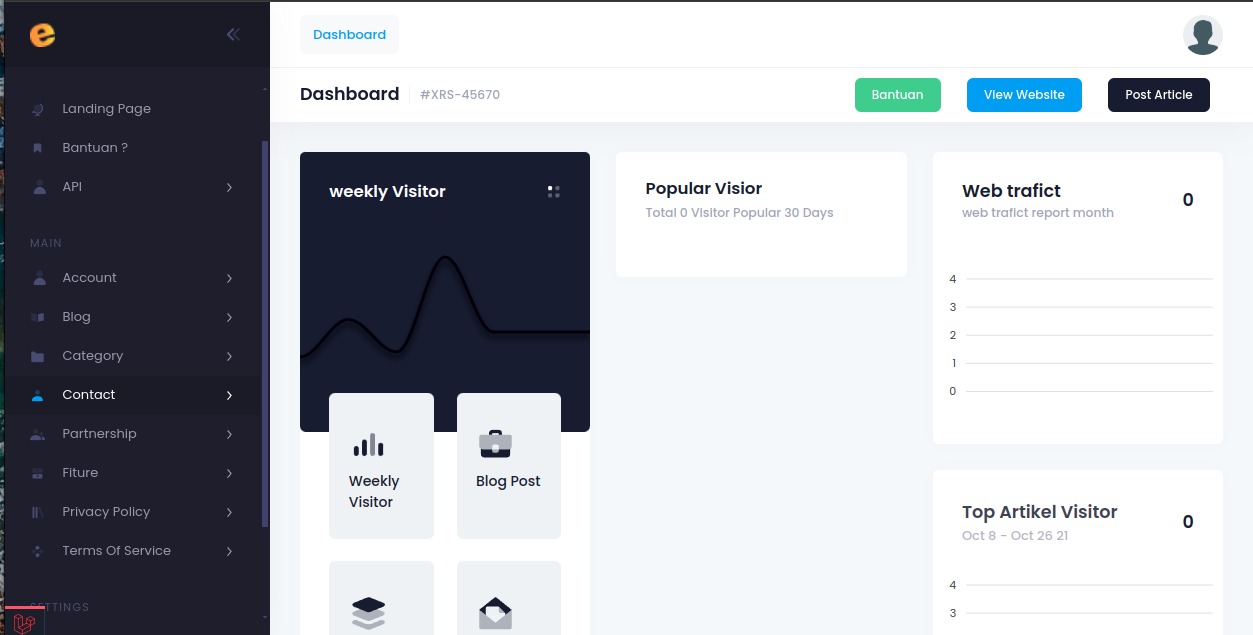 Dashboard
Dashboard
#XRS-45670
Bantuan
View Website
Post Article
Landing Page
Bantuan ?
API
MAIN
Account
Blog
Category
Contact
Partnership
Fiture
Privacy Policy
Terms Of Service
SETTINGS
weekly Visitor
Weekly
Visitor
Blog Post
Popular Visior
Total 0 Visitor Popular 30 Days
Web trafict
web trafict report month
0
4
3
2
1
0
Top Artikel Visitor
Oct 8 - Oct 26 21
0
4
3